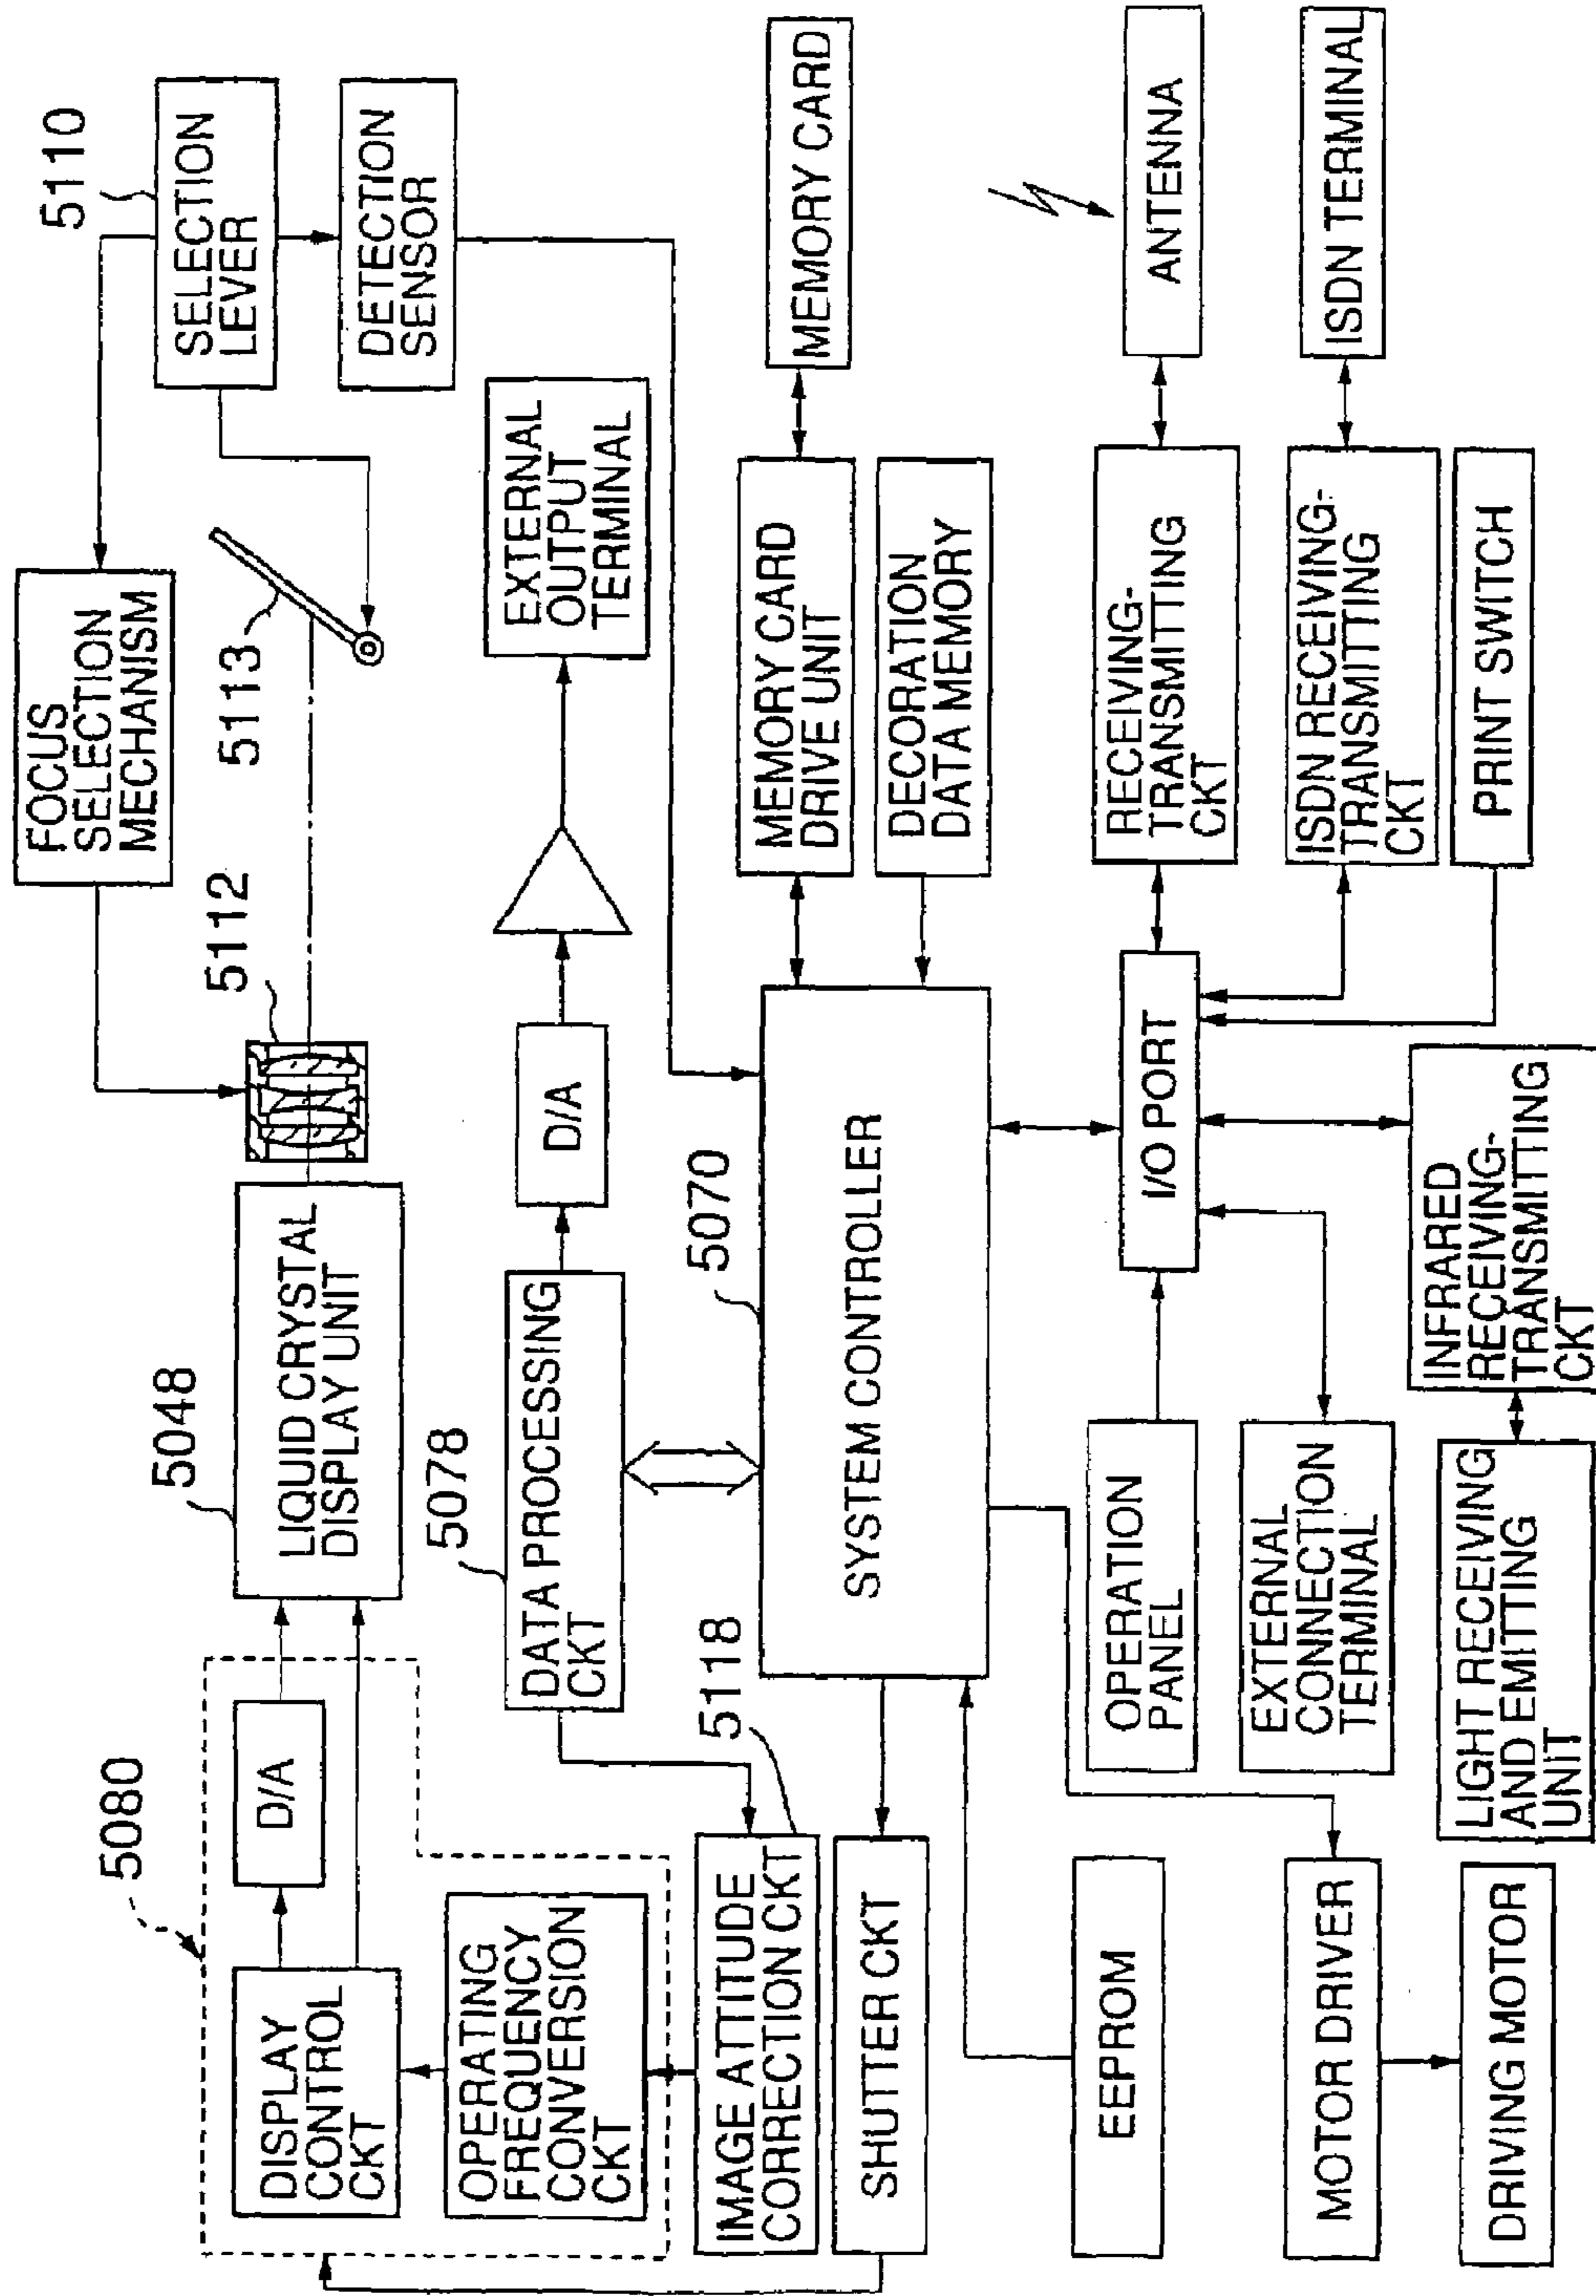 5080
DISPLAY
CONTROL
CKT
D/A
OPERATING
FREQUENCY
CONVERSION
CKT
5048
LIQUID CRYSTAL
DISPLAY UNIT
5112
FOCUS
SELECTION
MECHANISM
5113
5110
SELECTION
LEVER
DETECTION
SENSOR
5078
DATA PROCESSING
CKT
D/A
EXTERNAL
OUTPUT
TERMINAL
5118
IMAGE ATTITUDE
CORRECTION CKT
SHUTTER CKT
5070
SYSTEM CONTROLLER
MEMORY CARD
DRIVE UNIT
MEMORY CARD
DECORATION
DATA MEMORY
EEPROM
OPERATION
PANEL
I/O PORT
RECEIVING-
TRANSMITTING
CKT
ANTENNA
EXTERNAL
CONNECTION
TERMINAL
ISDN RECEIVING-
TRANSMITTING
CKT
ISDN TERMINAL
PRINT SWITCH
MOTOR DRIVER
DRIVING MOTOR
LIGHT RECEIVING
AND EMITTING
UNIT
INFRARED
RECEIVING-
TRANSMITTING
CKT